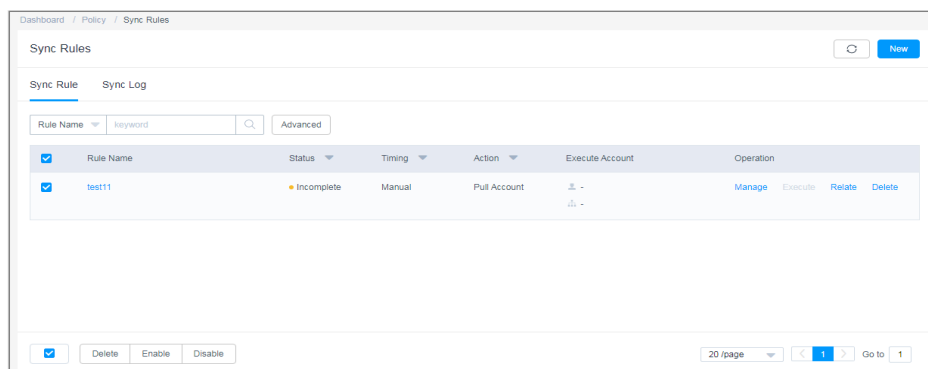 Dashboard / Policy / Sync Rules
Sync Rules
New
Sync Rule Sync Log
Rule Name keyword Advanced
Rule Name Status Timing Action Execute Account Operation
test11 Incomplete Manual Pull Account - Manage Execute Relate Delete
-
Delete Enable Disable 20 /page 1 Go to 1